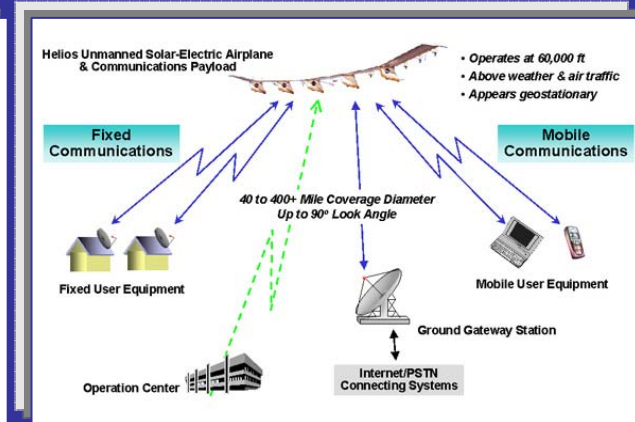 Helios Unmanned Solar-Electric Airplane
& Communications Payload
• Operates at 60,000 ft
• Above weather & air traffic
• Appears geostationary
Fixed
Communications
Mobile
Communications
40 to 400+ Mile Coverage Diameter
Up to 90° Look Angle
Fixed User Equipment
Mobile User Equipment
Ground Gateway Station
Operation Center
Internet/PSTN
Connecting Systems